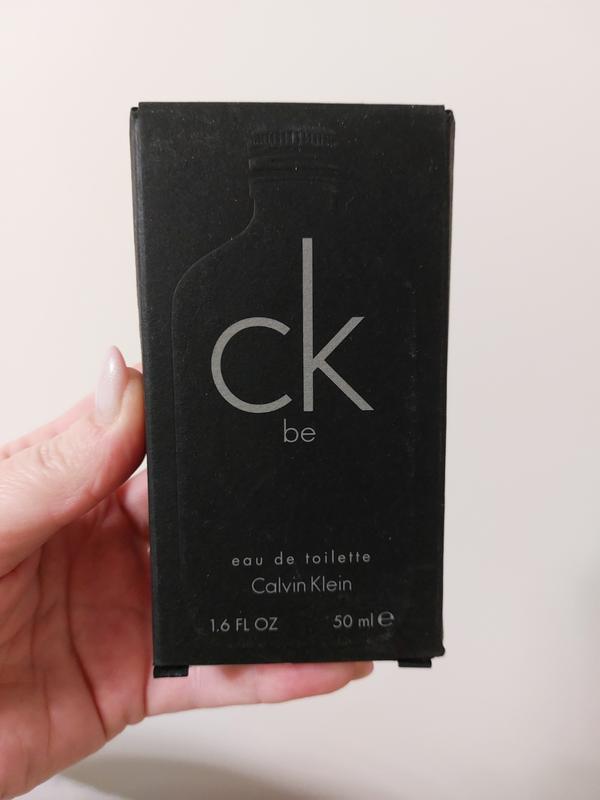 ck
be
eau de toilette
Calvin Klein
1.6 FL OZ 50 ml ℮